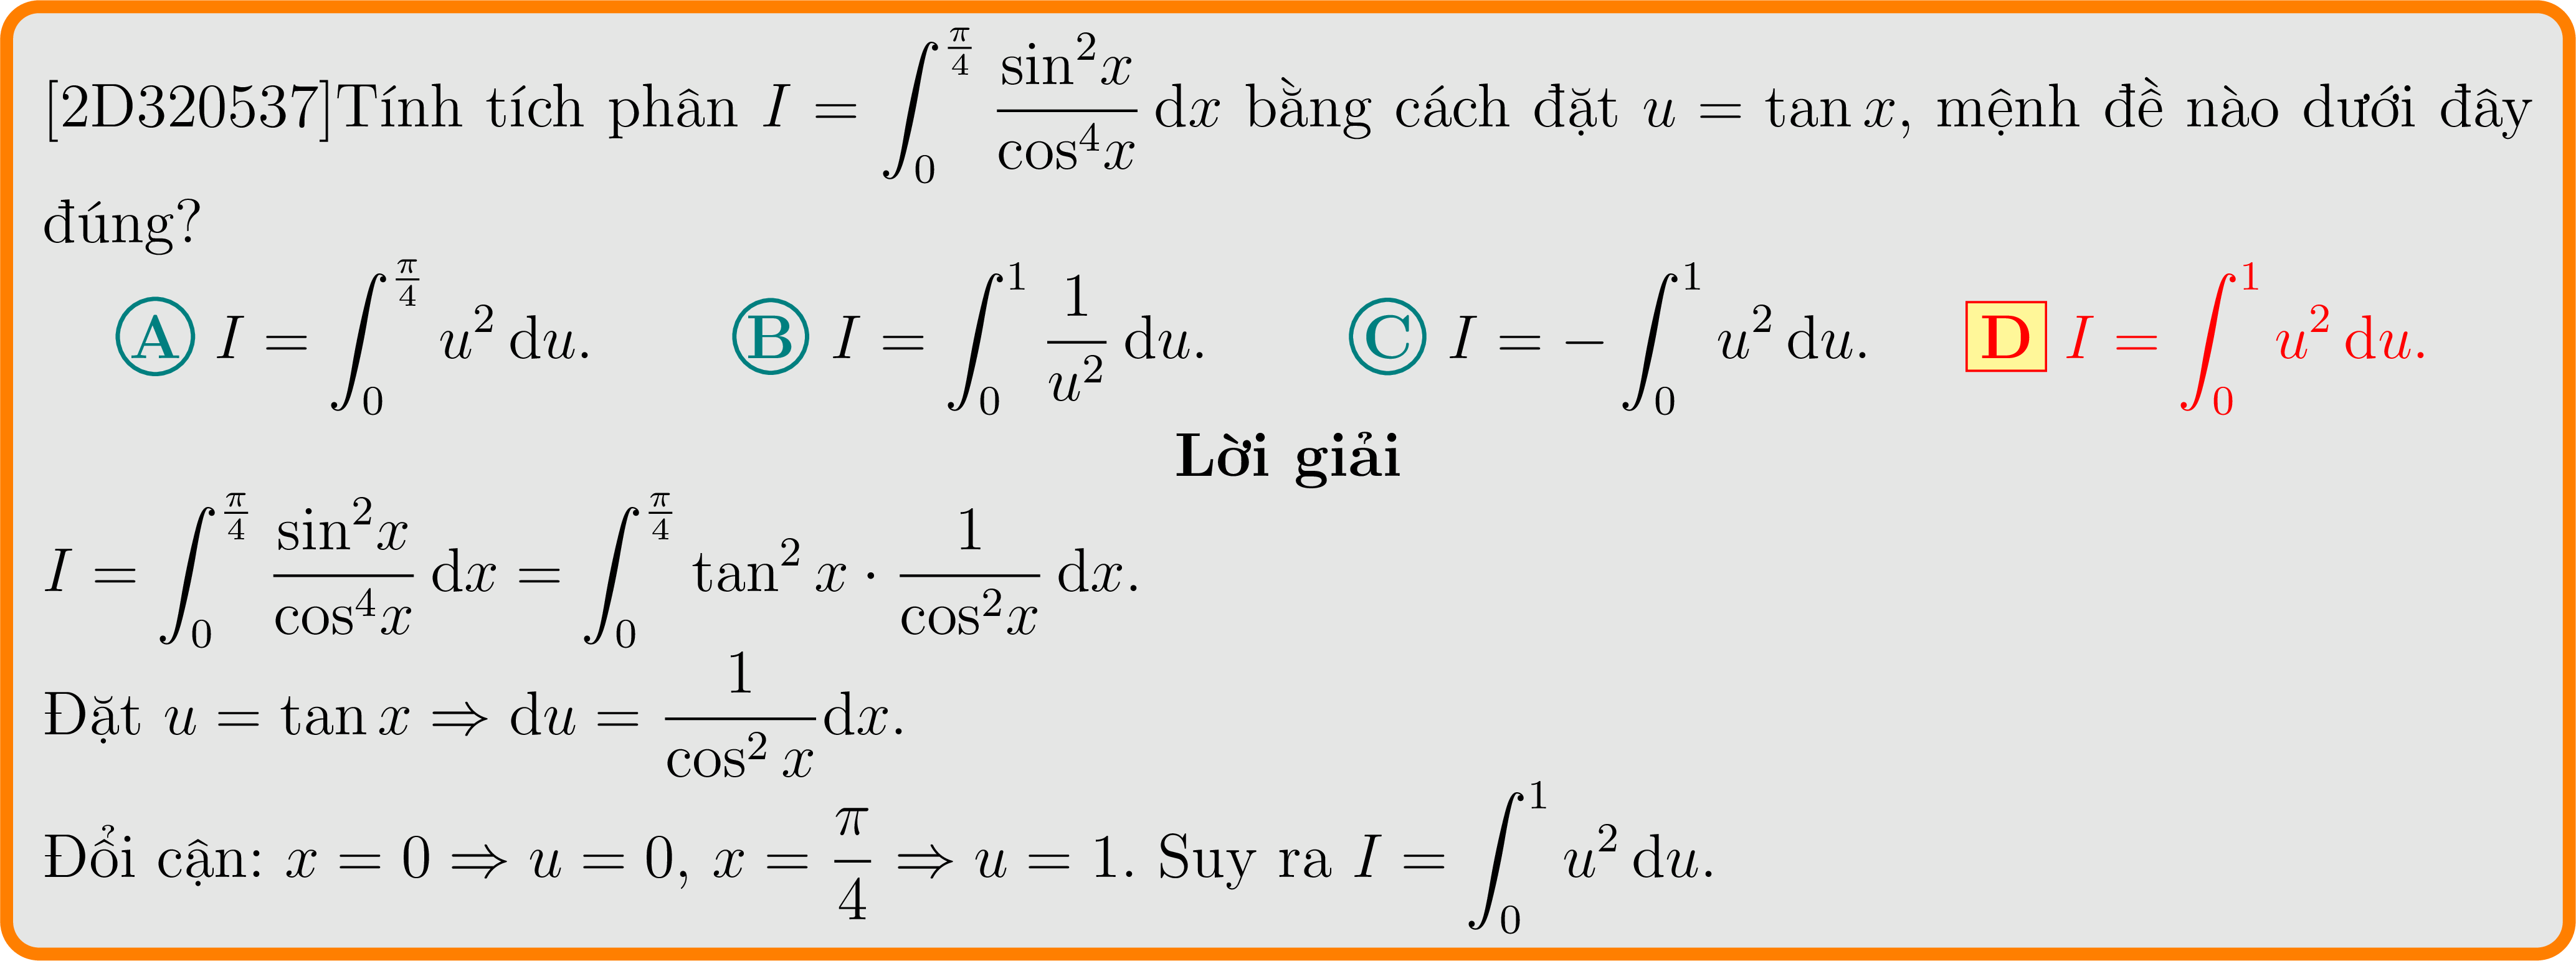 [2D320537]Tính tích phân $I = \int_0^{\frac{\pi}{4}} \frac{\sin^2 x}{\cos^4 x} \, \mathrm{d}x$ bằng cách đặt $u = \tan x$, mệnh đề nào dưới đây
đúng?
A $I = \int_0^{\frac{\pi}{4}} u^2 \, \mathrm{d}u.$ B $I = \int_0^1 \frac{1}{u^2} \, \mathrm{d}u.$ C $I = -\int_0^1 u^2 \, \mathrm{d}u.$ D $I = \int_0^1 u^2 \, \mathrm{d}u.$
Lời giải
$I = \int_0^{\frac{\pi}{4}} \frac{\sin^2 x}{\cos^4 x} \, \mathrm{d}x = \int_0^{\frac{\pi}{4}} \tan^2 x \cdot \frac{1}{\cos^2 x} \, \mathrm{d}x.$
Đặt $u = \tan x \Rightarrow \mathrm{d}u = \frac{1}{\cos^2 x} \mathrm{d}x.$
Đổi cận: $x = 0 \Rightarrow u = 0$, $x = \frac{\pi}{4} \Rightarrow u = 1$. Suy ra $I = \int_0^1 u^2 \, \mathrm{d}u.$